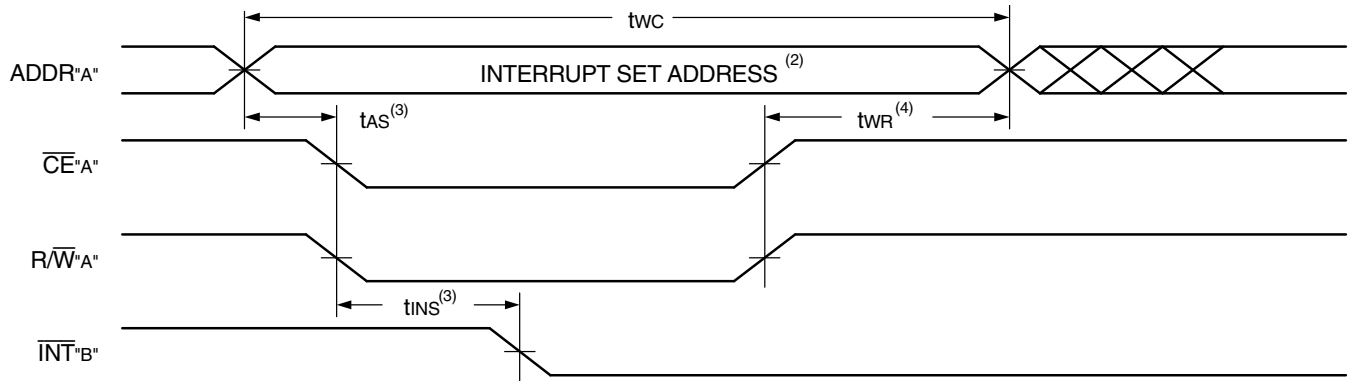 tWC
ADDR"A" INTERRUPT SET ADDRESS (2)
tAS(3) tWR(4)
CE"A"
R/W"A"
tINS(3)
INT"B"